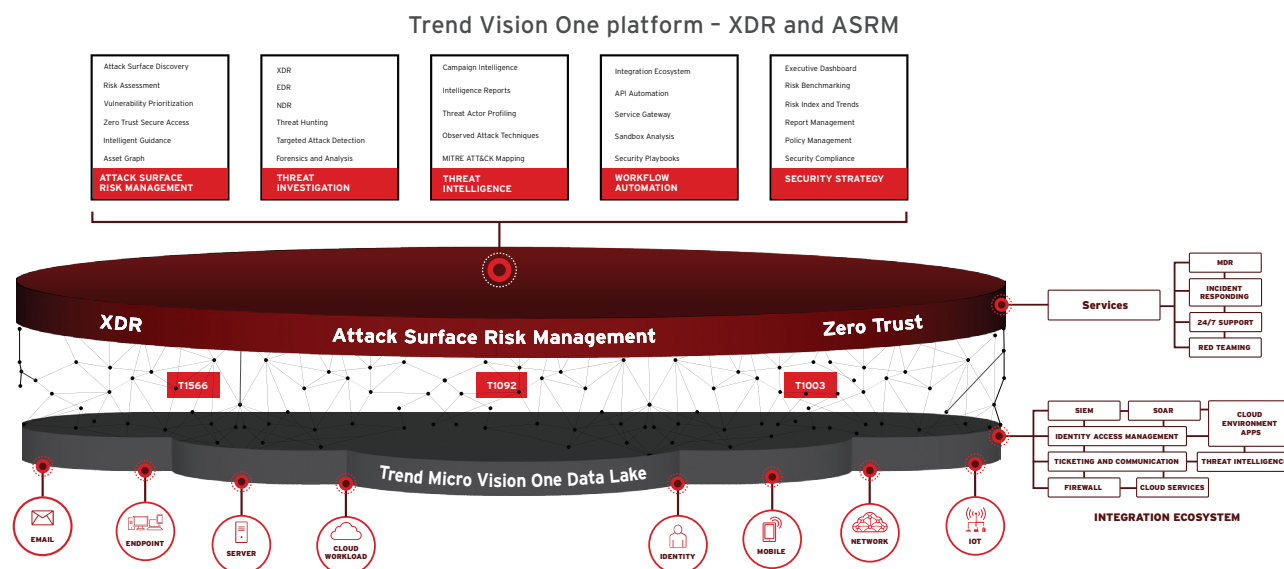 Trend Vision One platform – XDR and ASRM
Attack Surface Discovery
Risk Assessment
Vulnerability Prioritization
Zero Trust Secure Access
Intelligent Guidance
Asset Graph
ATTACK SURFACE
RISK MANAGEMENT
XDR
EDR
NDR
Threat Hunting
Targeted Attack Detection
Forensics and Analysis
THREAT
INVESTIGATION
Campaign Intelligence
Intelligence Reports
Threat Actor Profiling
Observed Attack Techniques
MITRE ATT&CK Mapping
THREAT
INTELLIGENCE
Integration Ecosystem
API Automation
Service Gateway
Sandbox Analysis
Security Playbooks
WORKFLOW
AUTOMATION
Executive Dashboard
Risk Benchmarking
Risk Index and Trends
Report Management
Policy Management
Security Compliance
SECURITY STRATEGY
XDR
Attack Surface Risk Management
Zero Trust
Services
MDR
INCIDENT
RESPONDING
24/7 SUPPORT
RED TEAMING
T1566
T1092
T1003
Trend Micro Vision One Data Lake
SIEM
SOAR
CLOUD
ENVIRONMENT
APPS
IDENTITY ACCESS MANAGEMENT
TICKETING AND COMMUNICATION
THREAT INTELLIGENCE
FIREWALL
CLOUD SERVICES
INTEGRATION ECOSYSTEM
EMAIL
ENDPOINT
SERVER
CLOUD
WORKLOAD
IDENTITY
MOBILE
NETWORK
IOT